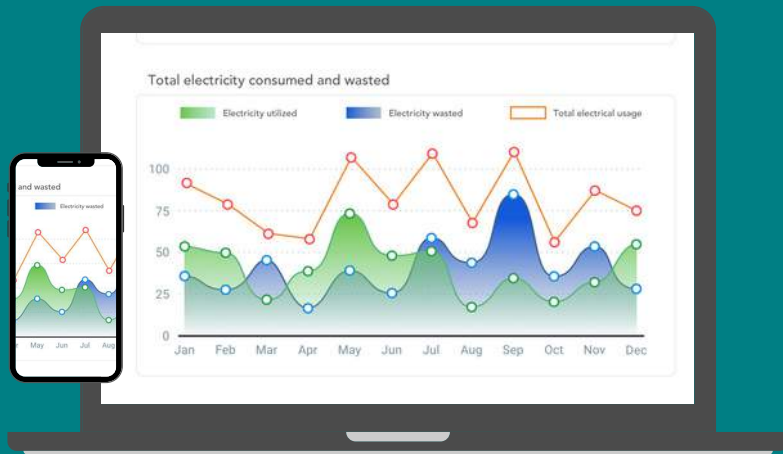 Total electricity consumed and wasted
Electricity utilized
Electricity wasted
Total electrical usage
100
75
50
25
0
Jan Feb Mar Apr May Jun Jul Aug Sep Oct Nov Dec
and wasted
Electricity wasted
May Jun Jul Aug